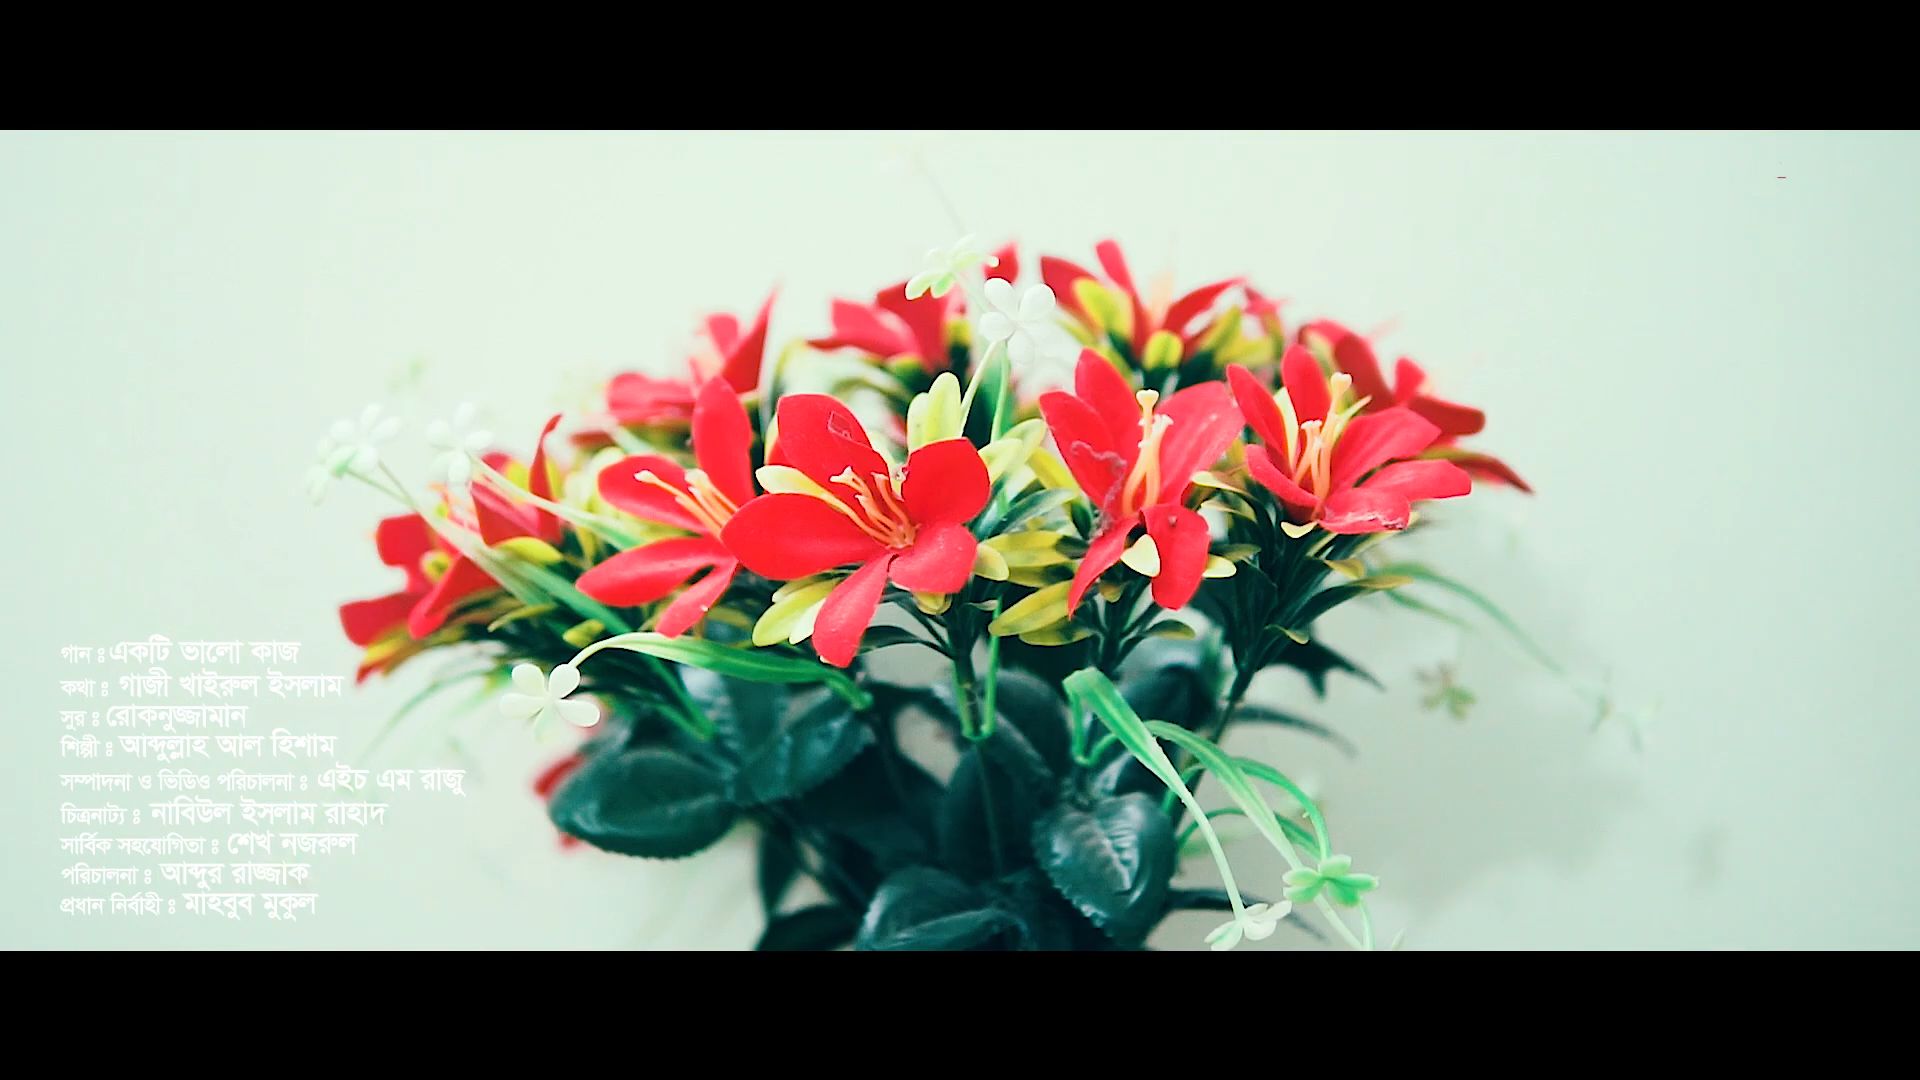 গান : একটি ভালো কাজ
কথা : গাজী খাইরুল ইসলাম
সুর : রোকনুজ্জামান
শিল্পী : আব্দুল্লাহ আল হিশাম
সম্পাদনা ও ভিডিও পরিচালনা : এইচ এম রাজু
চিত্রনাট্য : নাবিউল ইসলাম রাহাদ
সার্বিক সহযোগিতা : শেখ নজরুল
পরিচালনা : আব্দুর রাজ্জাক
প্রধান নির্বাহী : মাহবুব মুকুল